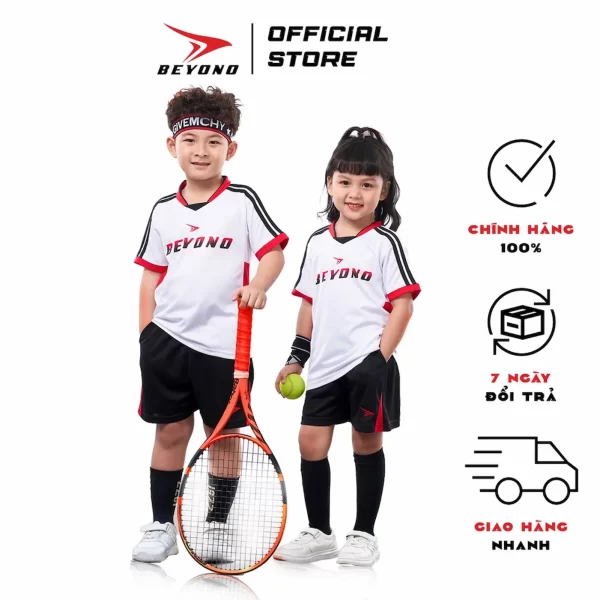 BEYONO
OFFICIAL
STORE
GIVEMCHY
BEYONO
BEYONO
CHÍNH HÃNG
100%
7 NGÀY
ĐỔI TRẢ
GIAO HÀNG
NHANH